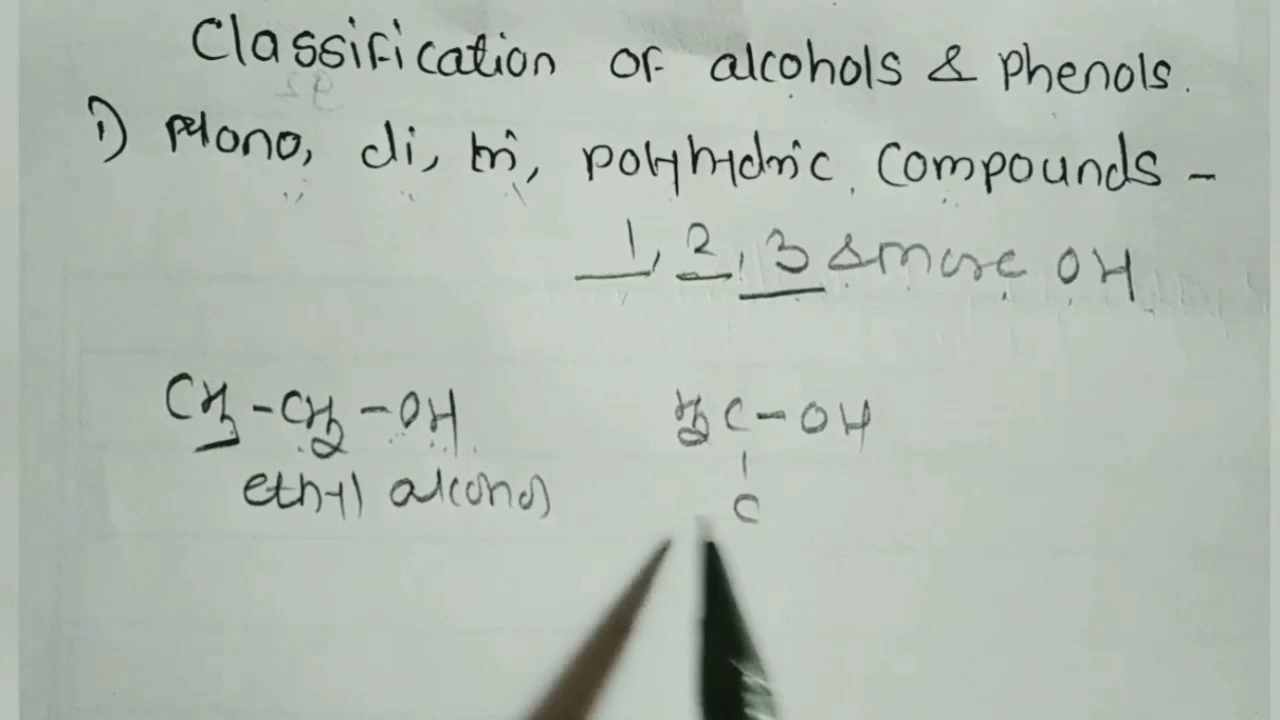 Classification of alcohols & Phenols.
1) Mono, di, tri, polyhydric compounds -
1, 2, 3 & more OH
CH3-CH2-OH
H2C-OH
ethyl alcohol
C